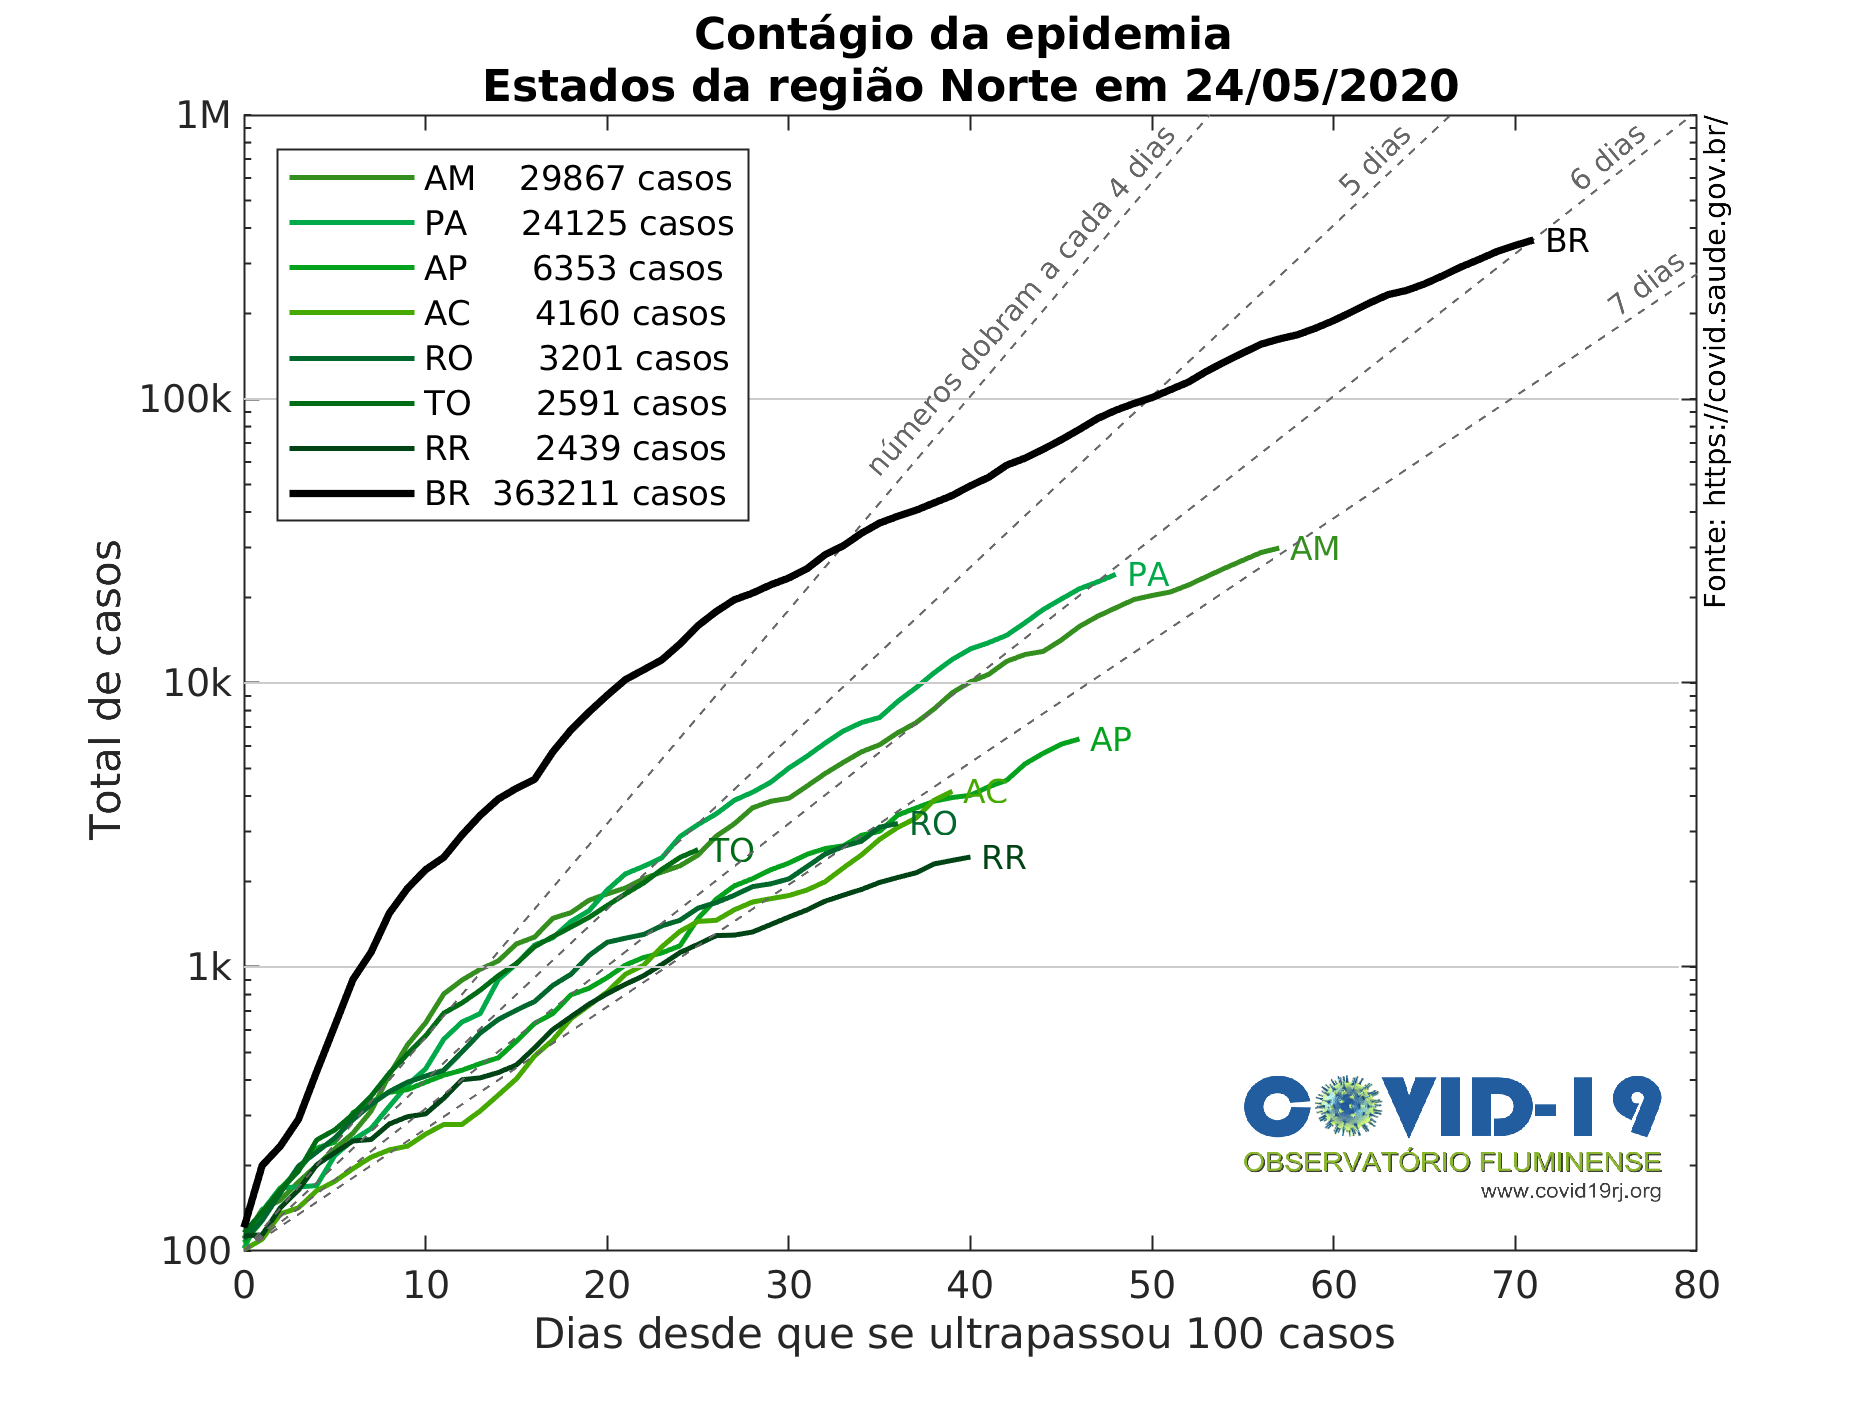 Contágio da epidemia
Estados da região Norte em 24/05/2020
1M
100k
10k
1k
100
Total de casos
AM 29867 casos
PA 24125 casos
AP 6353 casos
AC 4160 casos
RO 3201 casos
TO 2591 casos
RR 2439 casos
BR 363211 casos
números dobram a cada 4 dias
5 dias
6 dias
7 dias
BR
AM
PA
AP
AC
RO
TO
RR
Fonte: https://covid.saude.gov.br/
COVID-19
OBSERVATÓRIO FLUMINENSE
www.covid19rj.org
0 10 20 30 40 50 60 70 80
Dias desde que se ultrapassou 100 casos